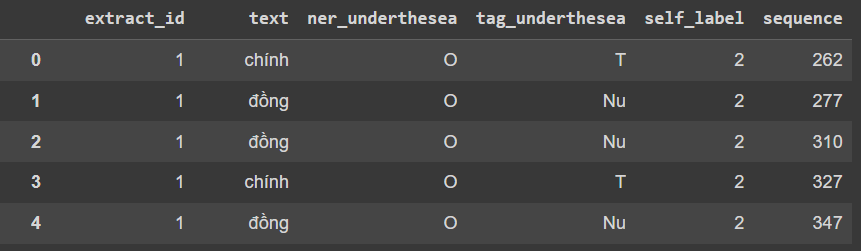 extract_id text ner_underthesea tag_underthesea self_label sequence
0 1 chính O T 2 262
1 1 đồng O Nu 2 277
2 1 đồng O Nu 2 310
3 1 chính O T 2 327
4 1 đồng O Nu 2 347